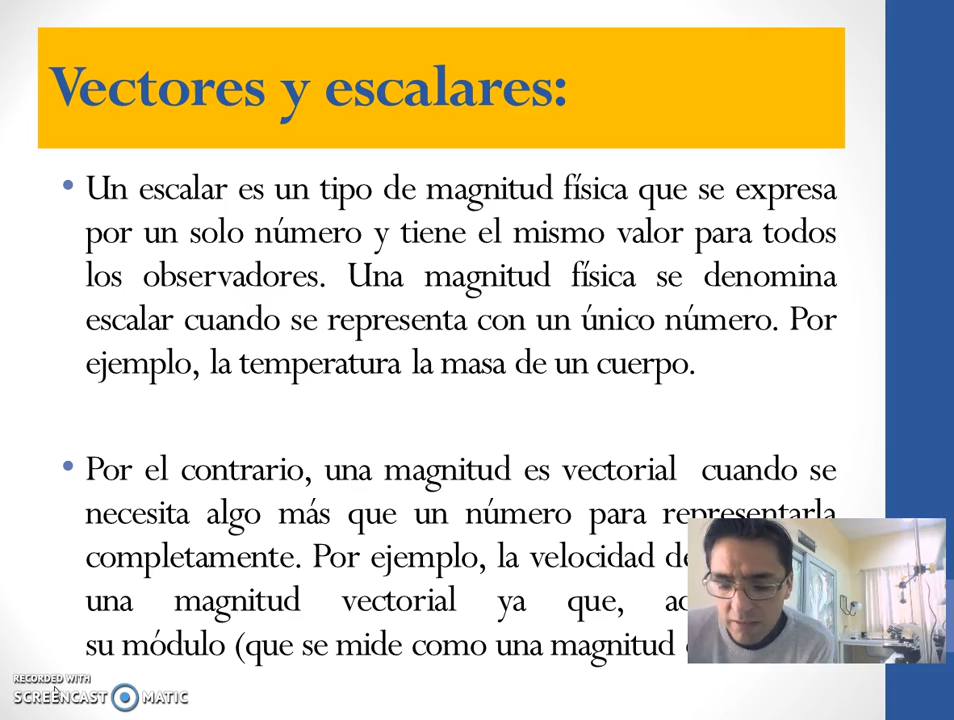 Vectores y escalares:
• Un escalar es un tipo de magnitud física que se expresa
por un solo número y tiene el mismo valor para todos
los observadores. Una magnitud física se denomina
escalar cuando se representa con un único número. Por
ejemplo, la temperatura la masa de un cuerpo.
• Por el contrario, una magnitud es vectorial cuando se
necesita algo más que un número para representarla
completamente. Por ejemplo, la velocidad
una magnitud vectorial ya que,
su módulo (que se mide como una magnitud
RECORDED WITH
SCREENCAST MATIC